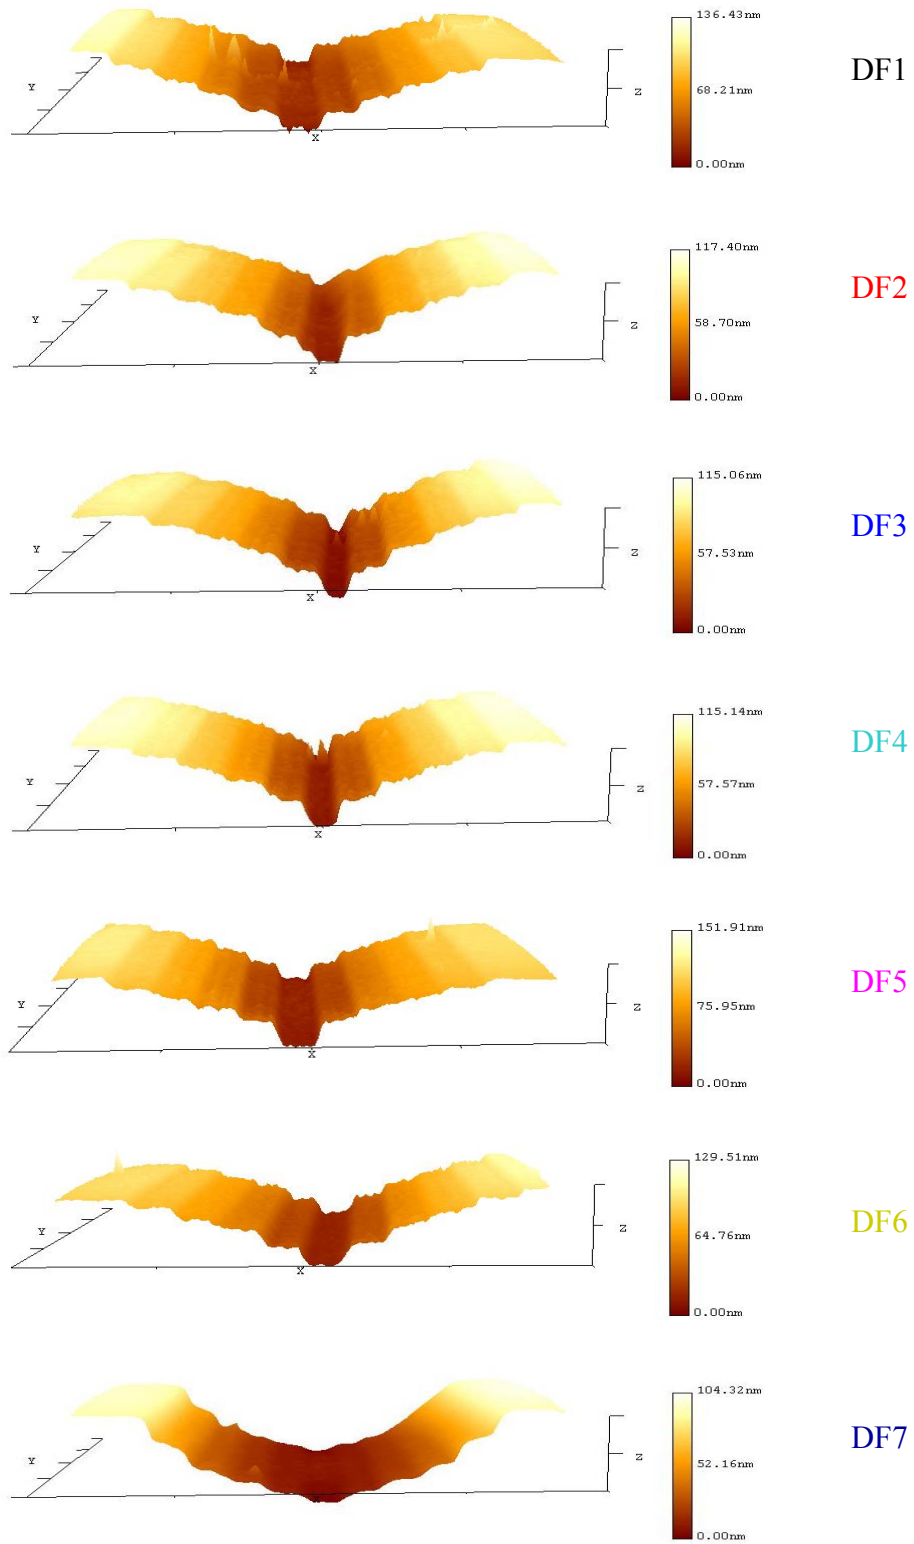 136.43nm
DF1
Y
68.21nm
Z
X
0.00nm
117.40nm
DF2
Y
58.70nm
Z
X
0.00nm
115.06nm
DF3
Y
57.53nm
Z
X
0.00nm
115.14nm
DF4
Y
57.57nm
Z
X
0.00nm
151.91nm
DF5
Y
75.95nm
Z
X
0.00nm
129.51nm
DF6
Y
64.76nm
Z
X
0.00nm
104.32nm
DF7
Y
52.16nm
Z
X
0.00nm